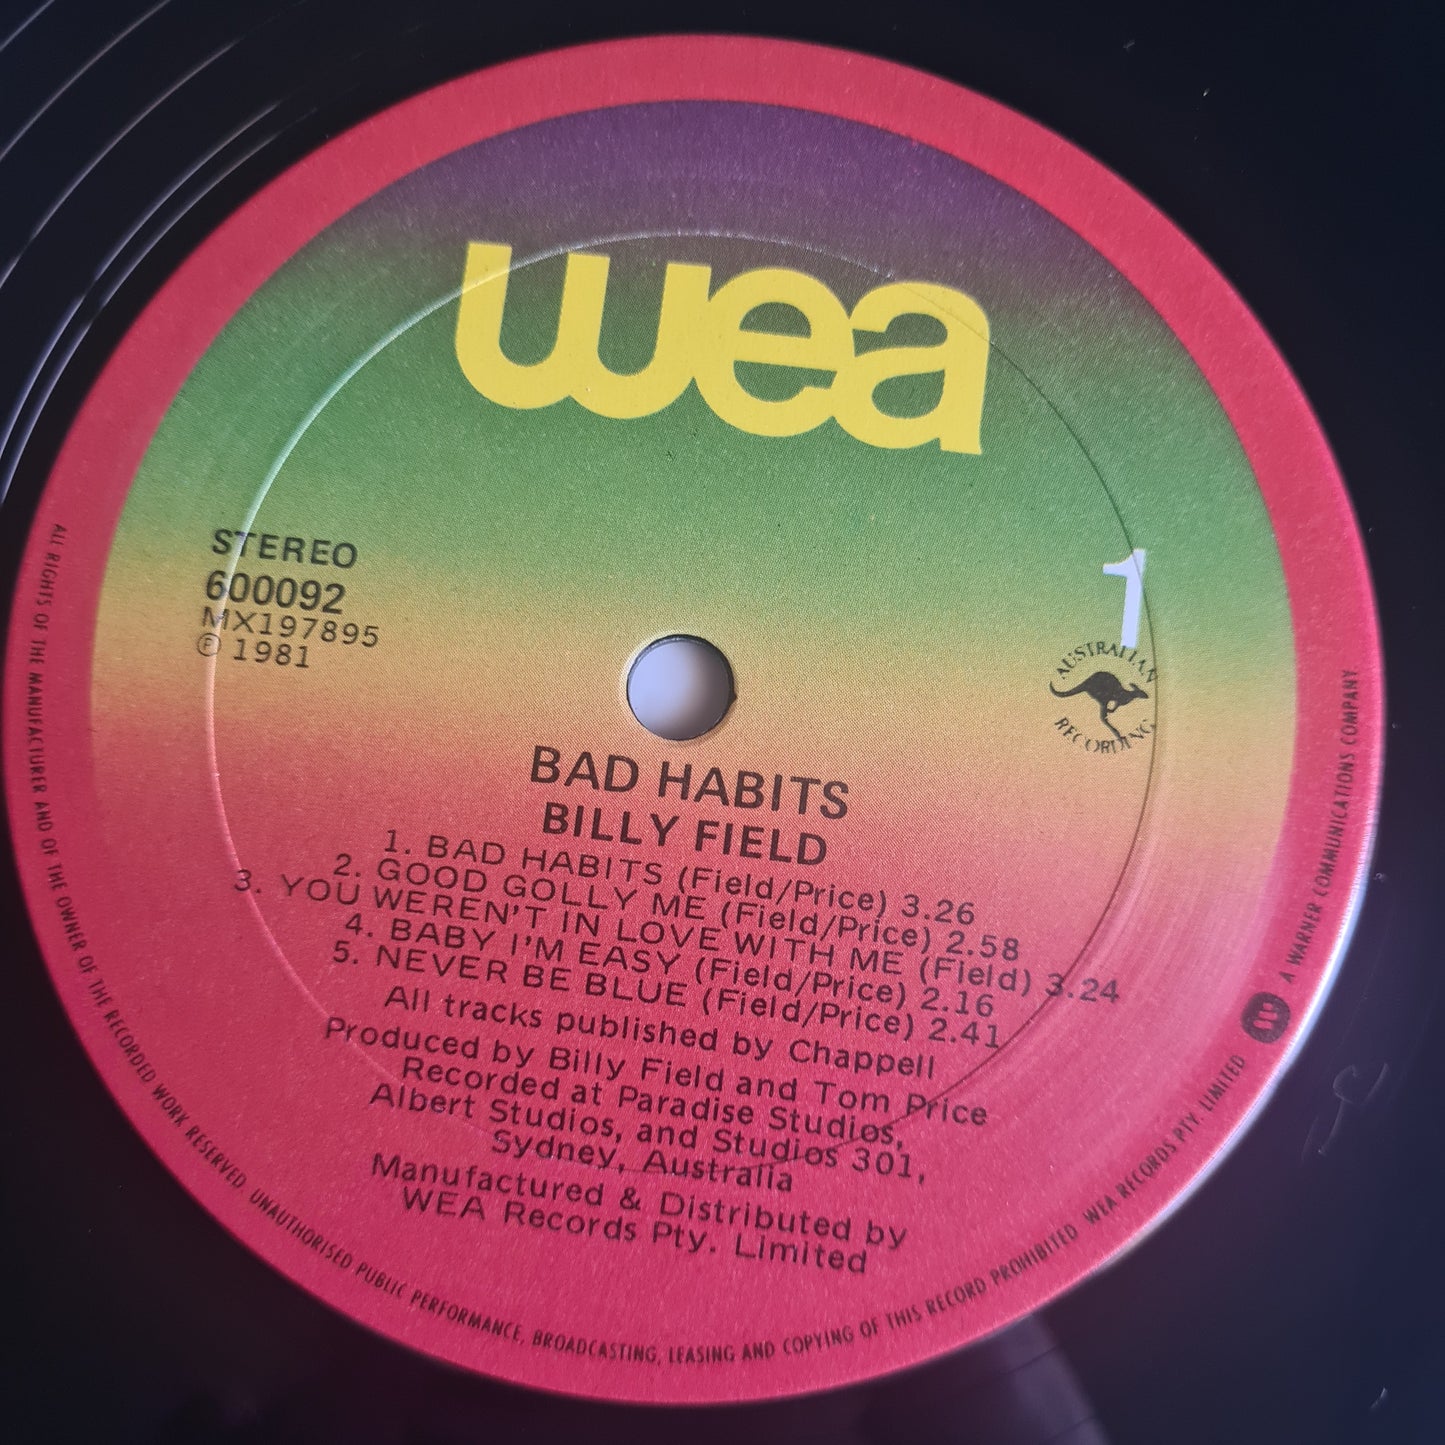 wea
STEREO
600092
MX197895
Ⓟ 1981
1
AUSTRALIAN
RECORDING
BAD HABITS
BILLY FIELD
1. BAD HABITS (Field/Price) 3.26
2. GOOD GOLLY ME (Field/Price) 2.58
3. YOU WEREN'T IN LOVE WITH ME (Field) 3.24
4. BABY I'M EASY (Field/Price) 2.16
5. NEVER BE BLUE (Field/Price) 2.41
All tracks published by Chappell
Produced by Billy Field and Tom Price
Recorded at Paradise Studios,
Albert Studios, and Studios 301,
Sydney, Australia
Manufactured & Distributed by
WEA Records Pty. Limited
ALL RIGHTS OF THE MANUFACTURER AND OF THE OWNER OF THE RECORDED WORK RESERVED. UNAUTHORISED PUBLIC PERFORMANCE, BROADCASTING, LEASING AND COPYING OF THIS RECORD PROHIBITED WEA RECORDS PTY. LIMITED A WARNER COMMUNICATIONS COMPANY